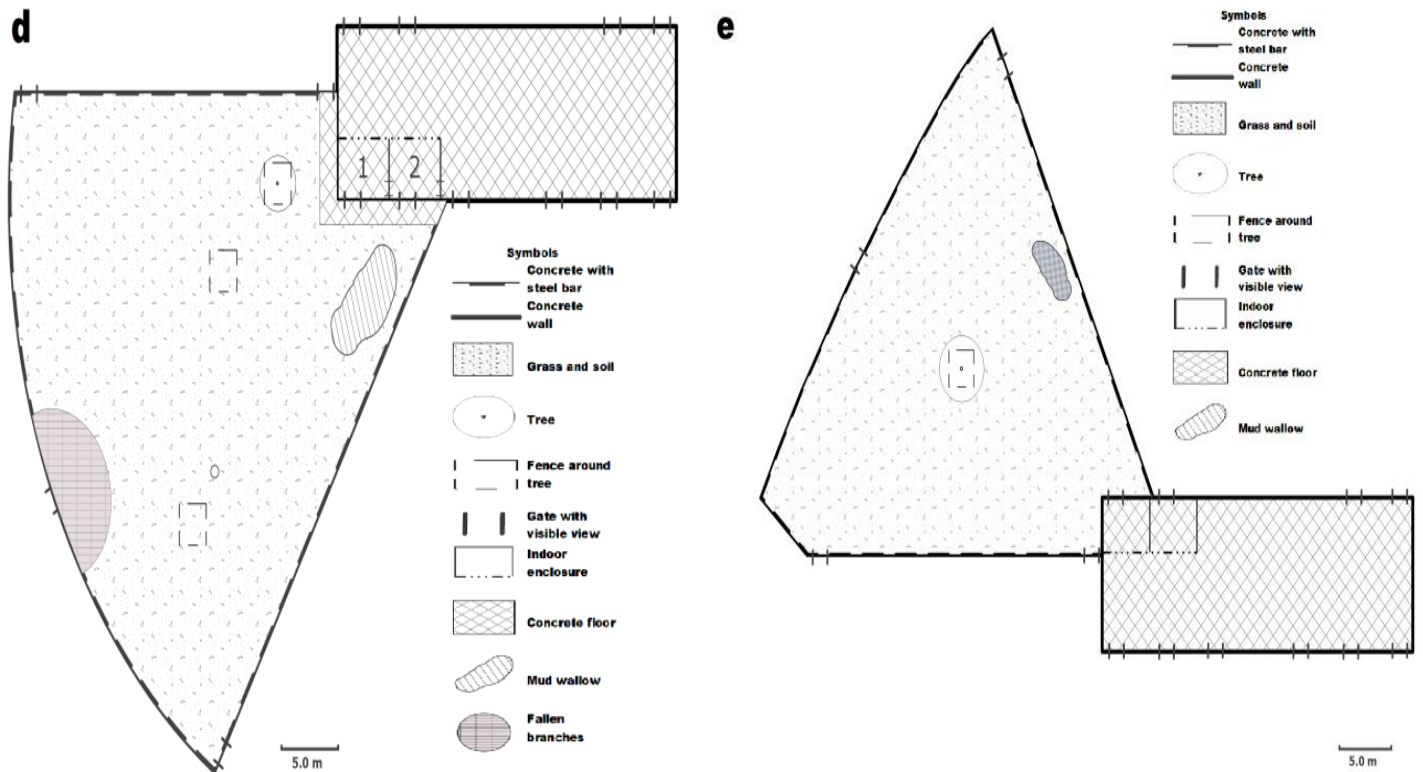 d
1 2
Symbols
Concrete with
steel bar
Concrete
wall
Grass and soil
Tree
Fence around
tree
Gate with
visible view
Indoor
enclosure
Concrete floor
Mud wallow
Fallen
branches
5.0 m
e
Symbols
Concrete with
steel bar
Concrete
wall
Grass and soil
Tree
Fence around
tree
Gate with
visible view
Indoor
enclosure
Concrete floor
Mud wallow
5.0 m